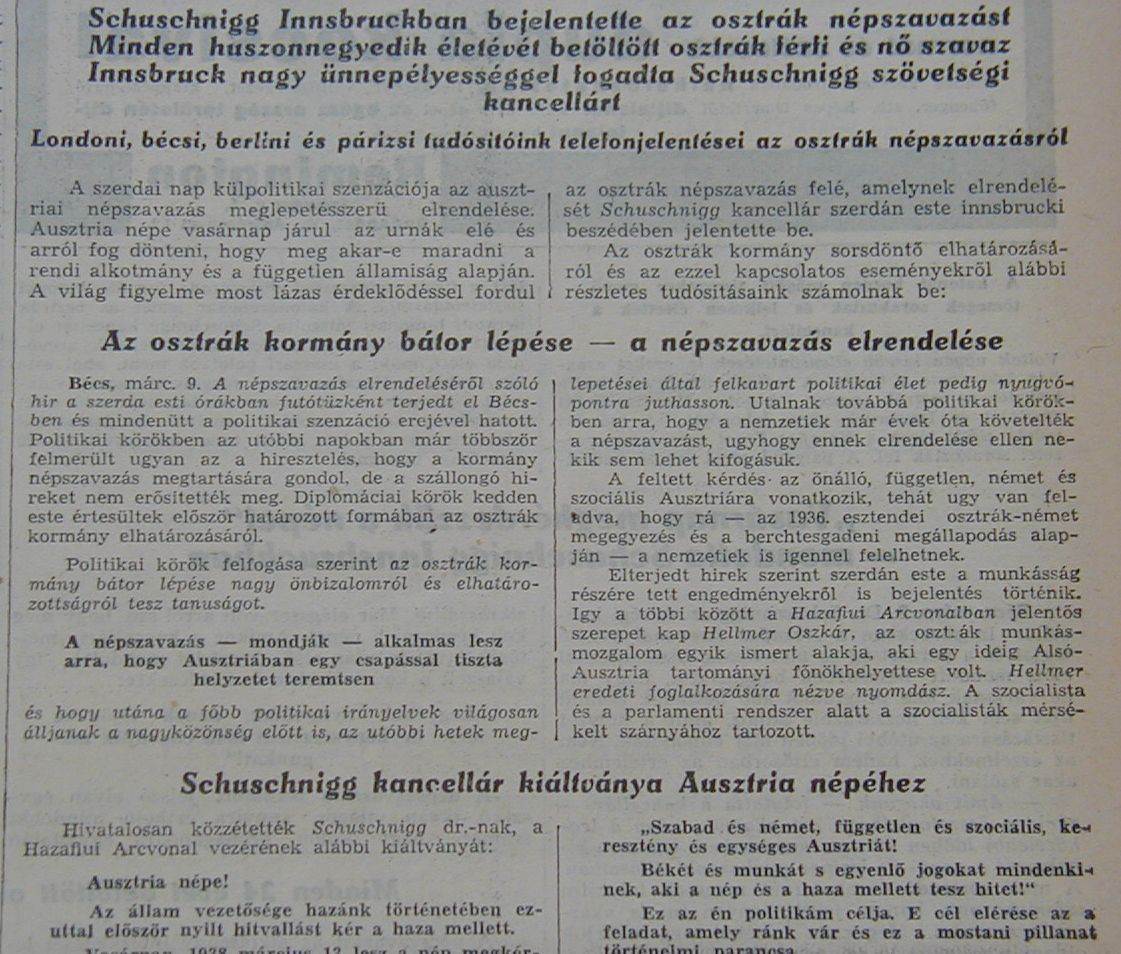 Schuschnigg Innsbruckban bejelentette az osztrák népszavazást
Minden huszonnegyedik életévét betöltött osztrák férfi és nő szavaz
Innsbruck nagy ünnepélyességgel fogadta Schuschnigg szövetségi
kancellárt
Londoni, bécsi, berlini és párizsi tudósitóink telefonjelentései az osztrák népszavazásról
A szerdai nap külpolitikai szenzációja az auszt-
riai népszavazás meglepetésszerü elrendelése.
Ausztria népe vasárnap járul az urnák elé és
arról fog dönteni, hogy meg akar-e maradni a
rendi alkotmány és a független államiság alapján.
A világ figyelme most lázas érdeklődéssel fordul
az osztrák népszavazás felé, amelynek elrendelé-
sét Schuschnigg kancellár szerdán este innsbrucki
beszédében jelentette be.
Az osztrák kormány sorsdöntő elhatározásá-
ról és az ezzel kapcsolatos eseményekről alábbi
részletes tudósitásaink számolnak be:
Az osztrák kormány bátor lépése — a népszavazás elrendelése
Bécs, márc. 9. A népszavazás elrendeléséről szóló
hir a szerda esti órákban futótüzként terjedt el Bécs-
ben és mindenütt a politikai szenzáció erejével hatott.
Politikai körökben az utóbbi napokban már többször
felmerült ugyan az a hiresztelés, hogy a kormány
népszavazás megtartására gondol, de a szállongó hi-
reket nem erősitették meg. Diplomáciai körök kedden
este értesültek először határozott formában az osztrák
kormány elhatározásáról.
Politikai körök felfogása szerint az osztrák kor-
mány bátor lépése nagy önbizalomról és elhatáro-
zottságról tesz tanuságot.
A népszavazás — mondják — alkalmas lesz
arra, hogy Ausztriában egy csapással tiszta
helyzetet teremtsen
és hogy utána a főbb politikai irányelvek világosan
álljanak a nagyközönség előtt is, az utóbbi hetek meg-
lepetései által felkavart politikai élet pedig nyugvó-
pontra juthasson. Utalnak továbbá politikai körök-
ben arra, hogy a nemzetiek már évek óta követelték
a népszavazást, ugyhogy ennek elrendelése ellen ne-
kik sem lehet kifogásuk.
A feltett kérdés az önálló, független, német és
szociális Ausztriára vonatkozik, tehát ugy van fel-
adva, hogy rá — az 1936. esztendei osztrák-német
megegyezés és a berchtesgadeni megállapodás alap-
ján — a nemzetiek is igennel felelhetnek.
Elterjedt hirek szerint szerdán este a munkásság
részére tett engedményekről is bejelentés történik.
Igy a többi között a Hazafiui Arcvonalban jelentős
szerepet kap Hellmer Oszkár, az osztrák munkás-
mozgalom egyik ismert alakja, aki egy ideig Alsó-
Ausztria tartományi főnökhelyettese volt. Hellmer
eredeti foglalkozására nézve nyomdász. A szocialista
és a parlamenti rendszer alatt a szocialisták mérsé-
kelt szárnyához tartozott.
Schuschnigg kancellár kiáltványa Ausztria népéhez
Hivatalosan közzétették Schuschnigg dr.-nak, a
Hazafiui Arcvonal vezérének alábbi kiáltványát:
Ausztria népe!
Az állam vezetősége hazánk történetében ez-
uttal először nyilt hitvallást kér a haza mellett.
Vasárnap, 1938 március 13 lesz a nép megkér-
„Szabad és német, független és szociális, ke-
resztény és egységes Ausztriát!
Békét és munkát s egyenlő jogokat mindenki-
nek, aki a nép és a haza mellett tesz hitet!“
Ez az én politikám célja. E cél elérése az a
feladat, amely ránk vár és ez a mostani pillanat
történelmi parancsa.